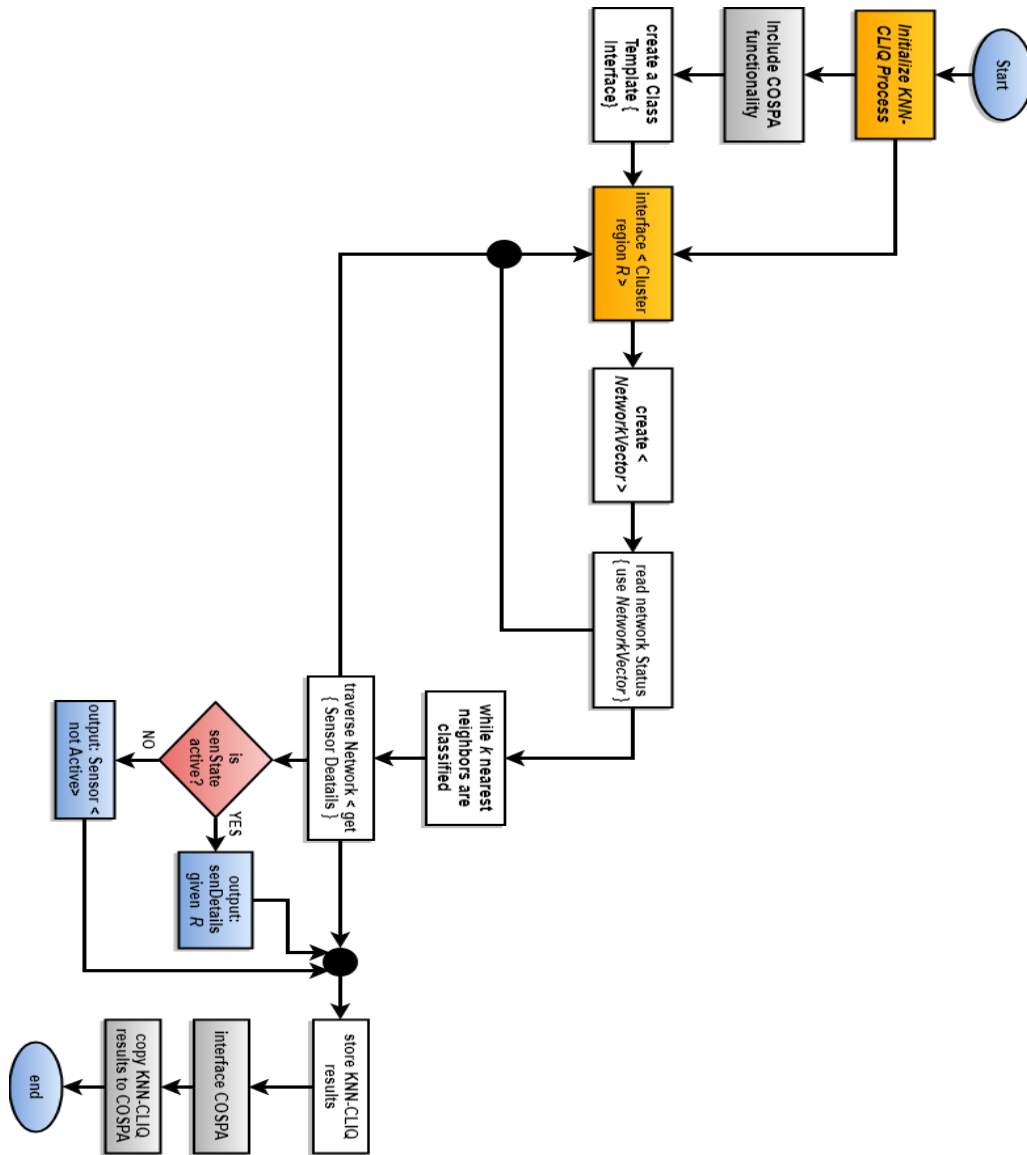 Start
Initialize KNN-
CLIQ Process
Include COSPA
functionality
create a Class
Template {
Interface}
interface < Cluster
region R >
create <
NetworkVector >
read network Status
{ use NetworkVector }
while k nearest
neighbors are
classified
traverse Network < get
{ Sensor Deatails }
is
senState
active?
YES
NO
output:
senDetails
given R
output: Sensor <
not Active>
store KNN-CLIQ
results
interface COSPA
copy KNN-CLIQ
results to COSPA
end